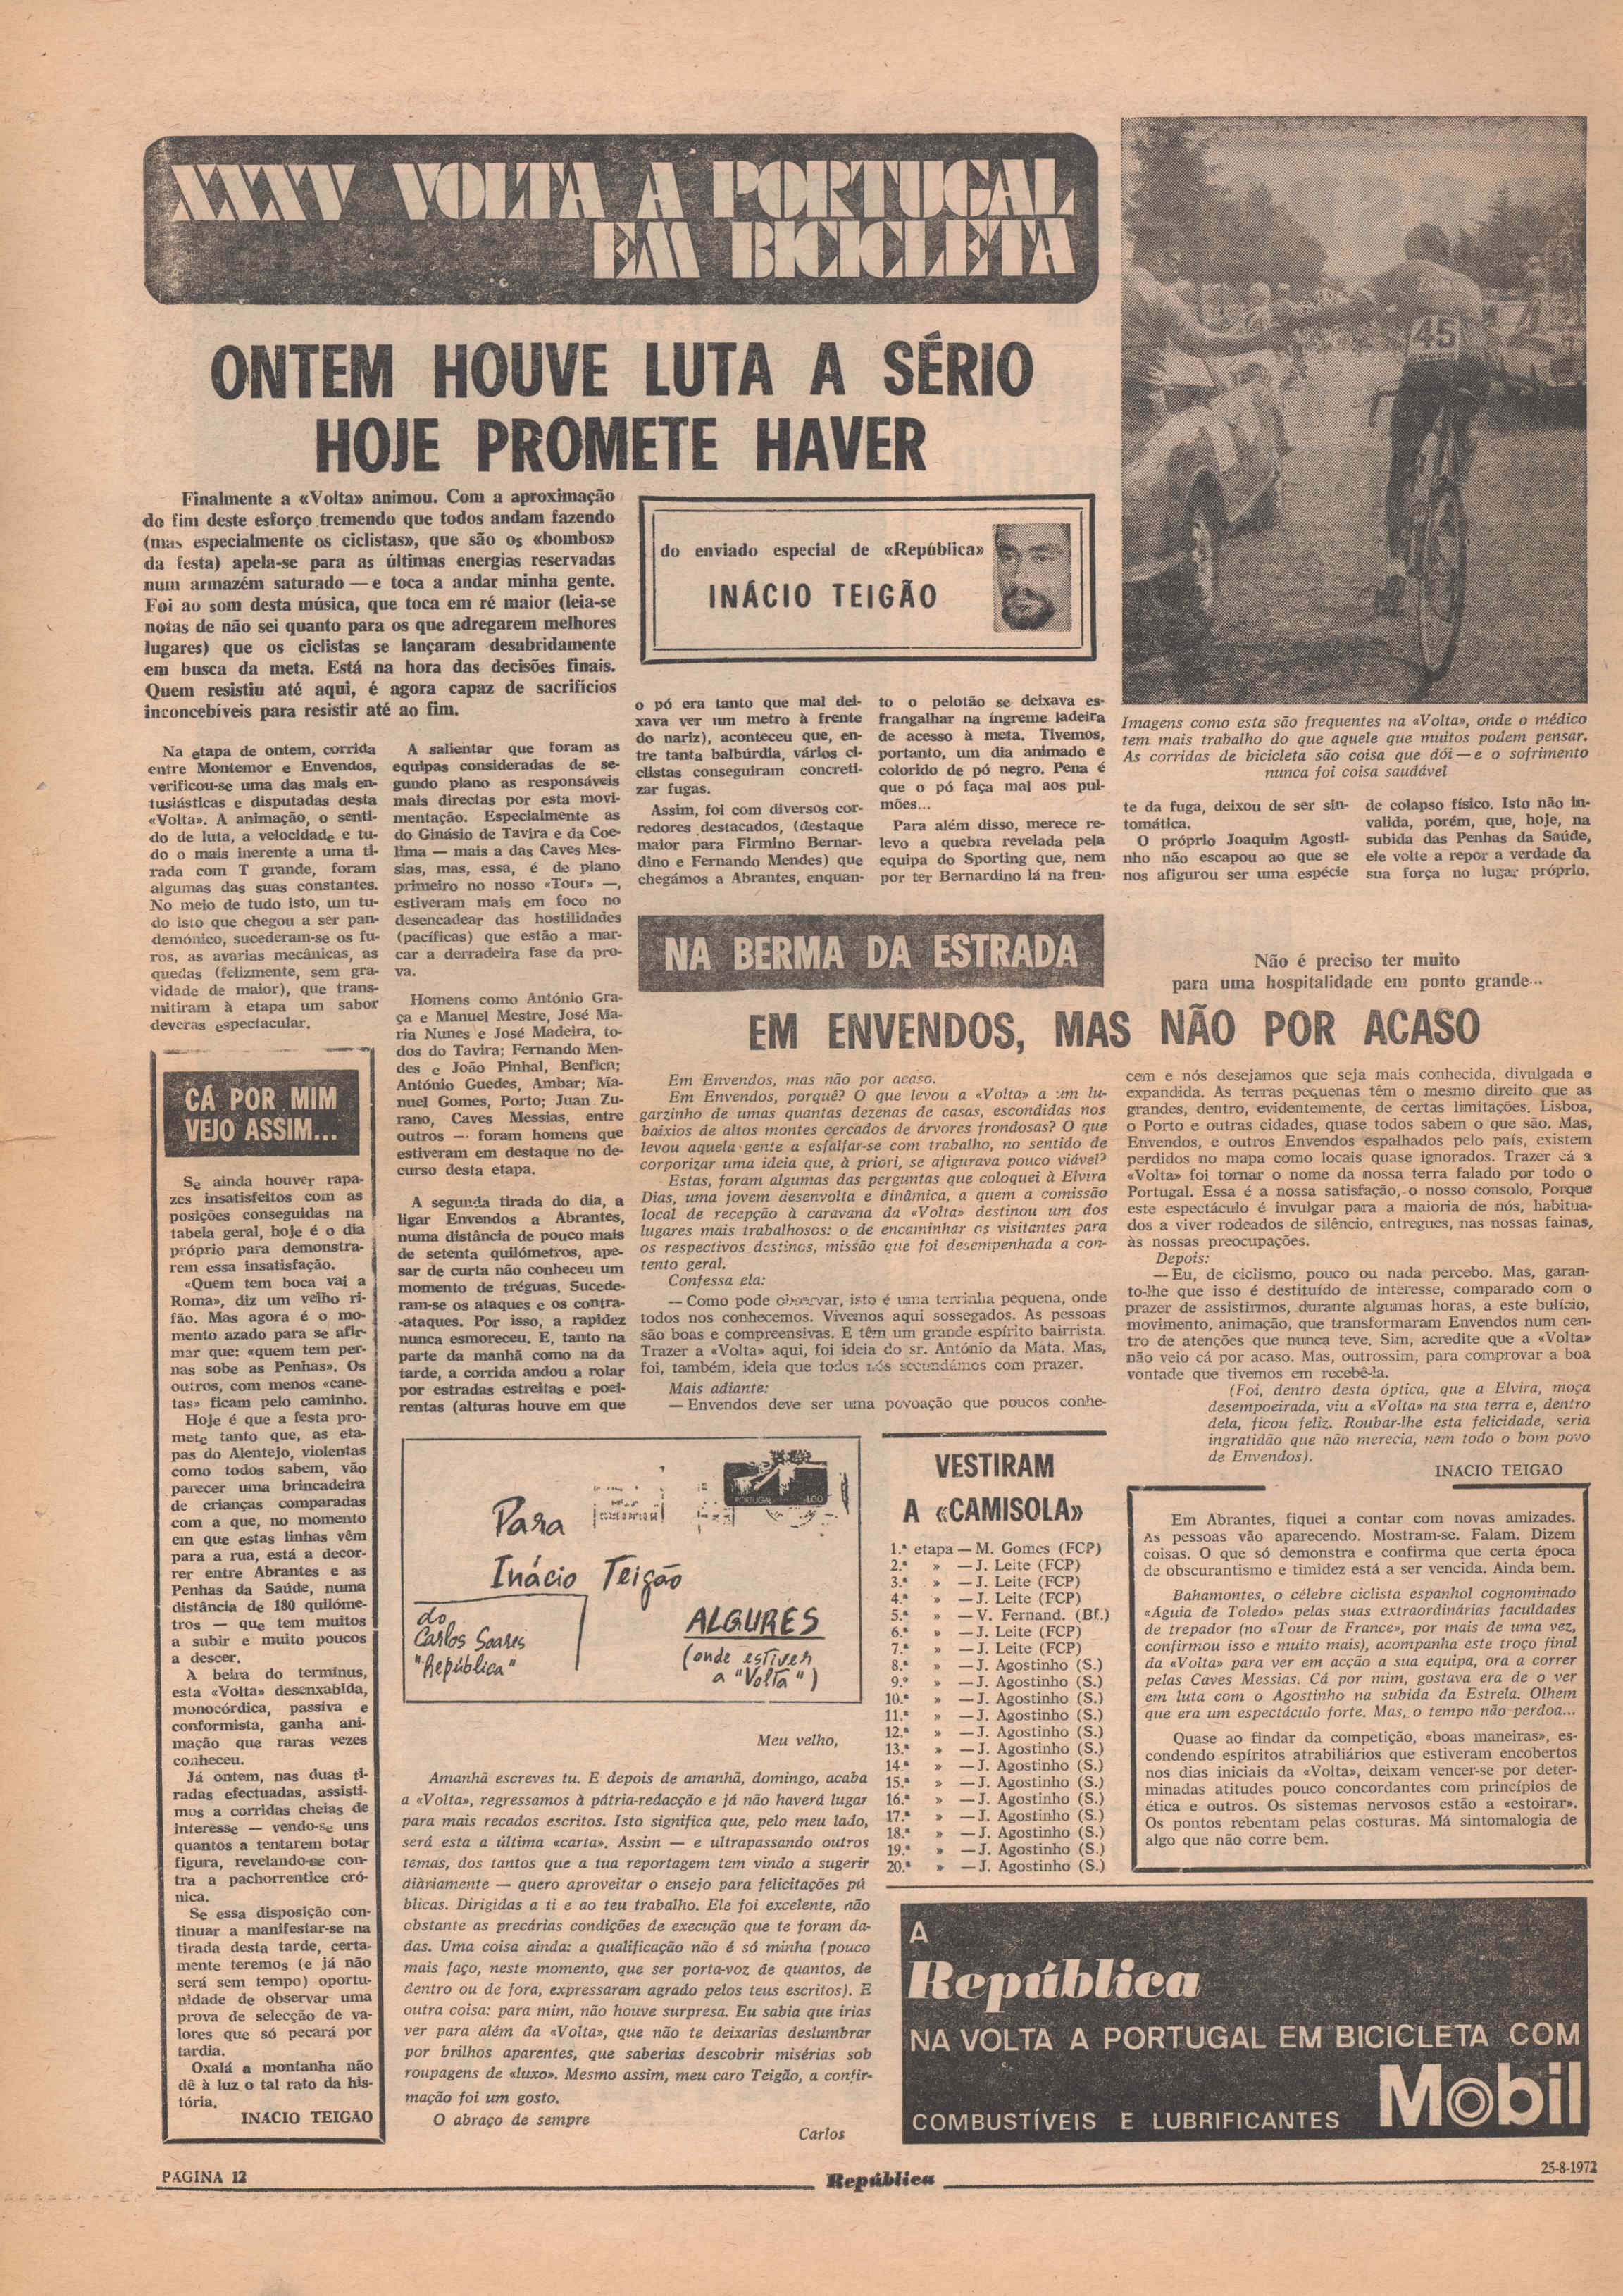 XXXV VOLTA A PORTUGAL
EM BICICLETA
ONTEM HOUVE LUTA A SÉRIO
HOJE PROMETE HAVER
Finalmente a «Volta» animou. Com a aproximação
do fim deste esforço tremendo que todos andam fazendo
(mas especialmente os ciclistas», que são os «bombos»
da festa) apela-se para as últimas energias reservadas
num armazém saturado — e toca a andar minha gente.
Foi ao som desta música, que toca em ré maior (leia-se
notas de não sei quanto para os que adregarem melhores
lugares) que os ciclistas se lançaram desabridamente
em busca da meta. Está na hora das decisões finais.
Quem resistiu até aqui, é agora capaz de sacrifícios
inconcebíveis para resistir até ao fim.
do enviado especial de «República»
INÁCIO TEIGÃO
ZUR
45
Imagens como esta são frequentes na «Volta», onde o médico
tem mais trabalho do que aquele que muitos podem pensar.
As corridas de bicicleta são coisa que dói — e o sofrimento
nunca foi coisa saudável
Na etapa de ontem, corrida
entre Montemor e Envendos,
verificou-se uma das mais en-
tusiásticas e disputadas desta
«Volta». A animação, o senti-
do de luta, a velocidade e tu-
do o mais inerente a uma ti-
rada com T grande, foram
algumas das suas constantes.
No meio de tudo isto, um tu-
do isto que chegou a ser pan-
demónico, sucederam-se os fu-
ros, as avarias mecânicas, as
quedas (felizmente, sem gra-
vidade de maior), que trans-
mitiram à etapa um sabor
deveras espectacular.
A salientar que foram as
equipas consideradas de se-
gundo plano as responsáveis
mais directas por esta movi-
mentação. Especialmente as
do Ginásio de Tavira e da Coe-
lima — mais a das Caves Mes-
sias, mas, essa, é de plano
primeiro no nosso «Tour» —,
estiveram mais em foco no
desencadear das hostilidades
(pacíficas) que estão a mar-
car a derradeira fase da pro-
va.
Homens como António Gra-
ça e Manuel Mestre, José Ma-
ria Nunes e José Madeira, to-
dos do Tavira; Fernando Men-
des e João Pinhal, Benfica;
António Guedes, Ambar; Ma-
nuel Gomes, Porto; Juan Zu-
rano, Caves Messias, entre
outros — foram homens que
estiveram em destaque no de-
curso desta etapa.
A segunda tirada do dia, a
ligar Envendos a Abrantes,
numa distância de pouco mais
de setenta quilómetros, ape-
sar de curta não conheceu um
momento de tréguas. Sucede-
ram-se os ataques e os contra-
-ataques. Por isso, a rapidez
nunca esmoreceu. E, tanto na
parte da manhã como na da
tarde, a corrida andou a rolar
por estradas estreitas e poei-
rentas (alturas houve em que
o pó era tanto que mal dei-
xava ver um metro à frente
do nariz), aconteceu que, en-
tre tanta balbúrdia, vários ci-
clistas conseguiram concreti-
zar fugas.
Assim, foi com diversos cor-
redores destacados, (destaque
maior para Firmino Bernar-
dino e Fernando Mendes) que
chegámos a Abrantes, enquan-
to o pelotão se deixava es-
frangalhar na íngreme ladeira
de acesso à meta. Tivemos,
portanto, um dia animado e
colorido de pó negro. Pena é
que o pó faça mal aos pul-
mões...
Para além disso, merece re-
levo a quebra revelada pela
equipa do Sporting que, nem
por ter Bernardino lá na fren-
te da fuga, deixou de ser sin-
tomática.
O próprio Joaquim Agosti-
nho não escapou ao que se
nos afigurou ser uma espécie
de colapso físico. Isto não in-
valida, porém, que, hoje, na
subida das Penhas da Saúde,
ele volte a repor a verdade da
sua força no lugar próprio.
CÁ POR MIM
VEJO ASSIM...
Se ainda houver rapa-
zes insatisfeitos com as
posições conseguidas na
tabela geral, hoje é o dia
próprio para demonstra-
rem essa insatisfação.
«Quem tem boca vai a
Roma», diz um velho ri-
fão. Mas agora é o mo-
mento azado para se afir-
mar que: «quem tem per-
nas sobe as Penhas». Os
outros, com menos «cane-
tas» ficam pelo caminho.
Hoje é que a festa pro-
mete tanto que, as eta-
pas do Alentejo, violentas
como todos sabem, vão
parecer uma brincadeira
de crianças comparadas
com a que, no momento
em que estas linhas vêm
para a rua, está a decor-
rer entre Abrantes e as
Penhas da Saúde, numa
distância de 180 quilóme-
tros — que tem muitos
a subir e muito poucos
a descer.
À beira do terminus,
esta «Volta» desenxabida,
monocórdica, passiva e
conformista, ganha ani-
mação que raras vezes
conheceu.
Já ontem, nas duas ti-
radas efectuadas, assisti-
mos a corridas cheias de
interesse — vendo-se uns
quantos a tentarem botar
figura, revelando-se con-
tra a pachorrentice cró-
nica.
Se essa disposição con-
tinuar a manifestar-se na
tirada desta tarde, certa-
mente teremos (e já não
será sem tempo) oportu-
nidade de observar uma
prova de selecção de va-
lores que só pecará por
tardia.
Oxalá a montanha não
dê à luz o tal rato da his-
tória.
INÁCIO TEIGÃO
NA BERMA DA ESTRADA
Não é preciso ter muito
para uma hospitalidade em ponto grande...
EM ENVENDOS, MAS NÃO POR ACASO
Em Envendos, mas não por acaso.
Em Envendos, porquê? O que levou a «Volta» a um lu-
garzinho de umas quantas dezenas de casas, escondidas nos
baixios de altos montes cercados de árvores frondosas? O que
levou aquela gente a esfalfar-se com trabalho, no sentido de
corporizar uma ideia que, à priori, se afigurava pouco viável?
Estas, foram algumas das perguntas que coloquei à Elvira
Dias, uma jovem desenvolta e dinâmica, a quem a comissão
local de recepção à caravana da «Volta» destinou um dos
lugares mais trabalhosos: o de encaminhar os visitantes para
os respectivos destinos, missão que foi desempenhada a con-
tento geral.
Confessa ela:
— Como pode observar, isto é uma terrinha pequena, onde
todos nos conhecemos. Vivemos aqui sossegados. As pessoas
são boas e compreensivas. E têm um grande espírito bairrista.
Trazer a «Volta» aqui, foi ideia do sr. António da Mata. Mas,
foi, também, ideia que todos nós secundámos com prazer.
Mais adiante:
— Envendos deve ser uma povoação que poucos conhe-
cem e nós desejamos que seja mais conhecida, divulgada e
expandida. As terras pequenas têm o mesmo direito que as
grandes, dentro, evidentemente, de certas limitações. Lisboa,
o Porto e outras cidades, quase todos sabem o que são. Mas,
Envendos, e outros Envendos espalhados pelo país, existem
perdidos no mapa como locais quase ignorados. Trazer cá a
«Volta» foi tornar o nome da nossa terra falado por todo o
Portugal. Essa é a nossa satisfação, o nosso consolo. Porque
este espectáculo é invulgar para a maioria de nós, habitua-
dos a viver rodeados de silêncio, entregues, nas nossas fainas,
às nossas preocupações.
Depois:
— Eu, de ciclismo, pouco ou nada percebo. Mas, garan-
to-lhe que isso é destituído de interesse, comparado com o
prazer de assistirmos, durante algumas horas, a este bulício,
movimento, animação, que transformaram Envendos num cen-
tro de atenções que nunca teve. Sim, acredite que a «Volta»
não veio cá por acaso. Mas, outrossim, para comprovar a boa
vontade que tivemos em recebê-la.
(Foi, dentro desta óptica, que a Elvira, moça
desempoeirada, viu a «Volta» na sua terra e, dentro
dela, ficou feliz. Roubar-lhe esta felicidade, seria
ingratidão que não merecia, nem todo o bom povo
de Envendos).
INACIO TEIGÃO
Para
Inácio Teigão
do
Carlos Soares
"República"
ALGURES
(onde estiver
a "Volta")
PORTUGAL 1.00
Meu velho,
Amanhã escreves tu. E depois de amanhã, domingo, acaba
a «Volta», regressamos à pátria-redacção e já não haverá lugar
para mais recados escritos. Isto significa que, pelo meu lado,
será esta a última «carta». Assim — e ultrapassando outros
temas, dos tantos que a tua reportagem tem vindo a sugerir
diàriamente — quero aproveitar o ensejo para felicitações pú
blicas. Dirigidas a ti e ao teu trabalho. Ele foi excelente, não
obstante as precárias condições de execução que te foram da-
das. Uma coisa ainda: a qualificação não é só minha (pouco
mais faço, neste momento, que ser porta-voz de quantos, de
dentro ou de fora, expressaram agrado pelos teus escritos). E
outra coisa: para mim, não houve surpresa. Eu sabia que irias
ver para além da «Volta», que não te deixarias deslumbrar
por brilhos aparentes, que saberias descobrir misérias sob
roupagens de «luxo». Mesmo assim, meu caro Teigão, a confir-
mação foi um gosto.
O abraço de sempre
Carlos
VESTIRAM
A «CAMISOLA»
1.ª etapa — M. Gomes (FCP)
2.ª » — J. Leite (FCP)
3.ª » — J. Leite (FCP)
4.ª » — J. Leite (FCP)
5.ª » — V. Fernand. (Bf.)
6.ª » — J. Leite (FCP)
7.ª » — J. Leite (FCP)
8.ª » — J. Agostinho (S.)
9.ª » — J. Agostinho (S.)
10.ª » — J. Agostinho (S.)
11.ª » — J. Agostinho (S.)
12.ª » — J. Agostinho (S.)
13.ª » — J. Agostinho (S.)
14.ª » — J. Agostinho (S.)
15.ª » — J. Agostinho (S.)
16.ª » — J. Agostinho (S.)
17.ª » — J. Agostinho (S.)
18.ª » — J. Agostinho (S.)
19.ª » — J. Agostinho (S.)
20.ª » — J. Agostinho (S.)
Em Abrantes, fiquei a contar com novas amizades.
As pessoas vão aparecendo. Mostram-se. Falam. Dizem
coisas. O que só demonstra e confirma que certa época
de obscurantismo e timidez está a ser vencida. Ainda bem.
Bahamontes, o célebre ciclista espanhol cognominado
«Águia de Toledo» pelas suas extraordinárias faculdades
de trepador (no «Tour de France», por mais de uma vez,
confirmou isso e muito mais), acompanha este troço final
da «Volta» para ver em acção a sua equipa, ora a correr
pelas Caves Messias. Cá por mim, gostava era de o ver
em luta com o Agostinho na subida da Estrela. Olhem
que era um espectáculo forte. Mas, o tempo não perdoa...
Quase ao findar da competição, «boas maneiras», es-
condendo espíritos atrabiliários que estiveram encobertos
nos dias iniciais da «Volta», deixam vencer-se por deter-
minadas atitudes pouco concordantes com princípios de
ética e outros. Os sistemas nervosos estão a «estoirar».
Os pontos rebentam pelas costuras. Má sintomalogia de
algo que não corre bem.
A
República
NA VOLTA A PORTUGAL EM BICICLETA COM
Mobil
COMBUSTÍVEIS E LUBRIFICANTES
PÁGINA 12
República
25-8-1972